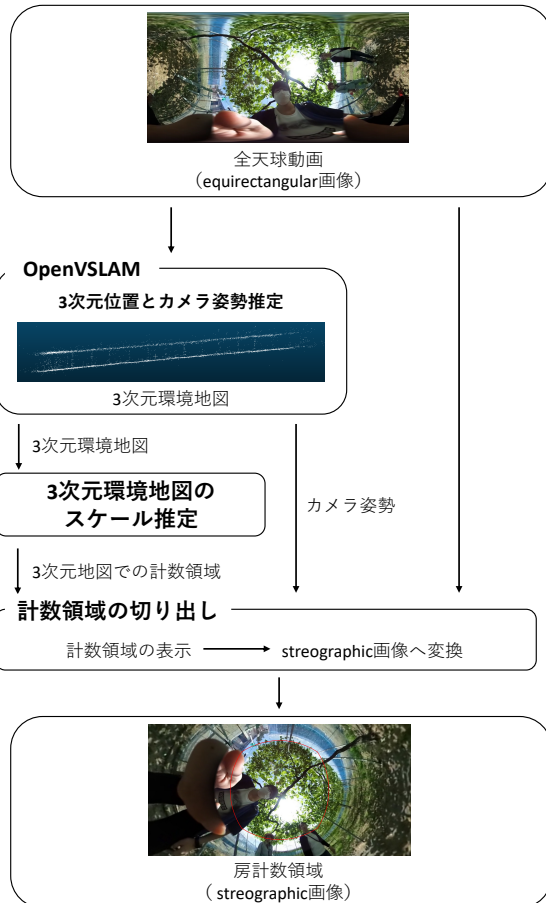 全天球動画
（equirectangular画像）
OpenVSLAM
3次元位置とカメラ姿勢推定
3次元環境地図
3次元環境地図
3次元環境地図の
スケール推定
カメラ姿勢
3次元地図での計数領域
計数領域の切り出し
計数領域の表示
streographic画像へ変換
房計数領域
（ streographic画像）